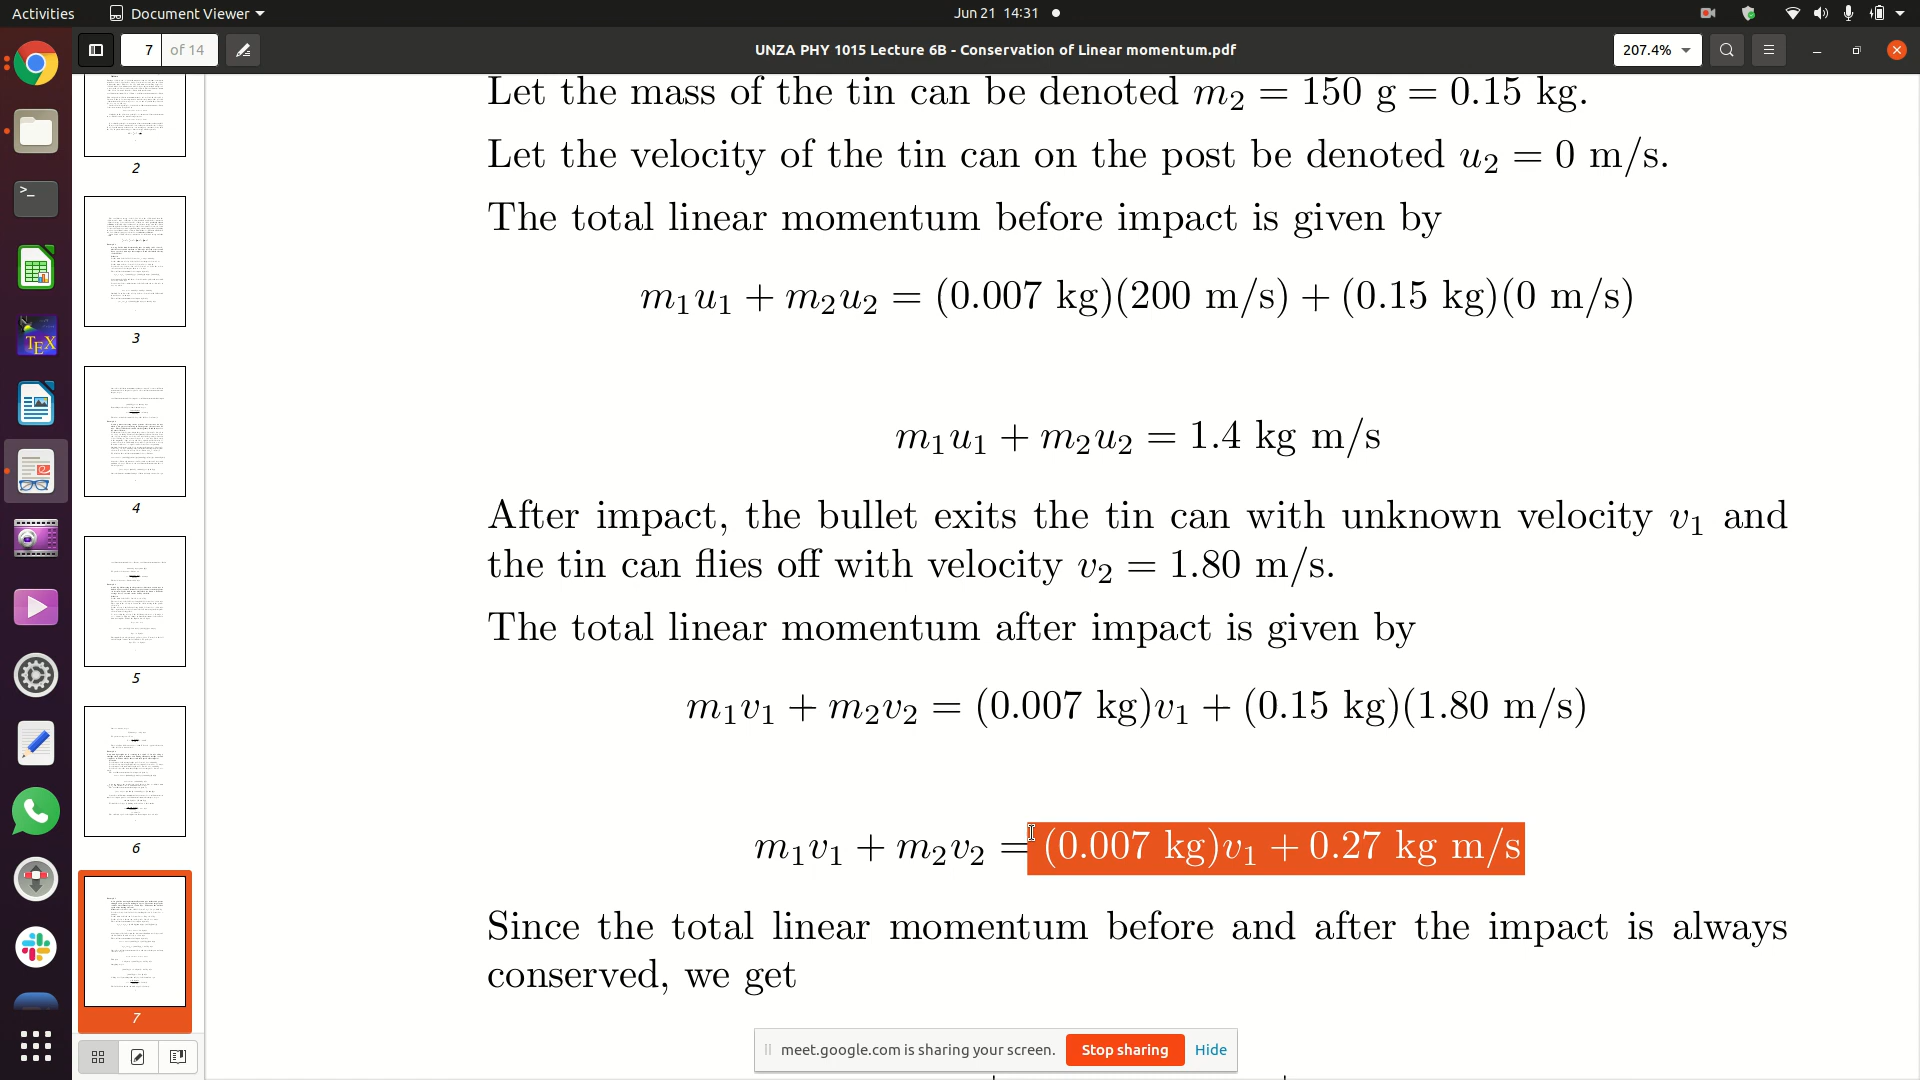 Activities Document Viewer Jun 21 14:31
7 of 14 UNZA PHY 1015 Lecture 6B - Conservation of Linear momentum.pdf 207.4%
2
3
4
5
6
7
Let the mass of the tin can be denoted m₂ = 150 g = 0.15 kg.
Let the velocity of the tin can on the post be denoted u₂ = 0 m/s.
The total linear momentum before impact is given by
m₁u₁ + m₂u₂ = (0.007 kg)(200 m/s) + (0.15 kg)(0 m/s)
m₁u₁ + m₂u₂ = 1.4 kg m/s
After impact, the bullet exits the tin can with unknown velocity v₁ and
the tin can flies off with velocity v₂ = 1.80 m/s.
The total linear momentum after impact is given by
m₁v₁ + m₂v₂ = (0.007 kg)v₁ + (0.15 kg)(1.80 m/s)
m₁v₁ + m₂v₂ = (0.007 kg)v₁ + 0.27 kg m/s
Since the total linear momentum before and after the impact is always
conserved, we get
meet.google.com is sharing your screen. Stop sharing Hide